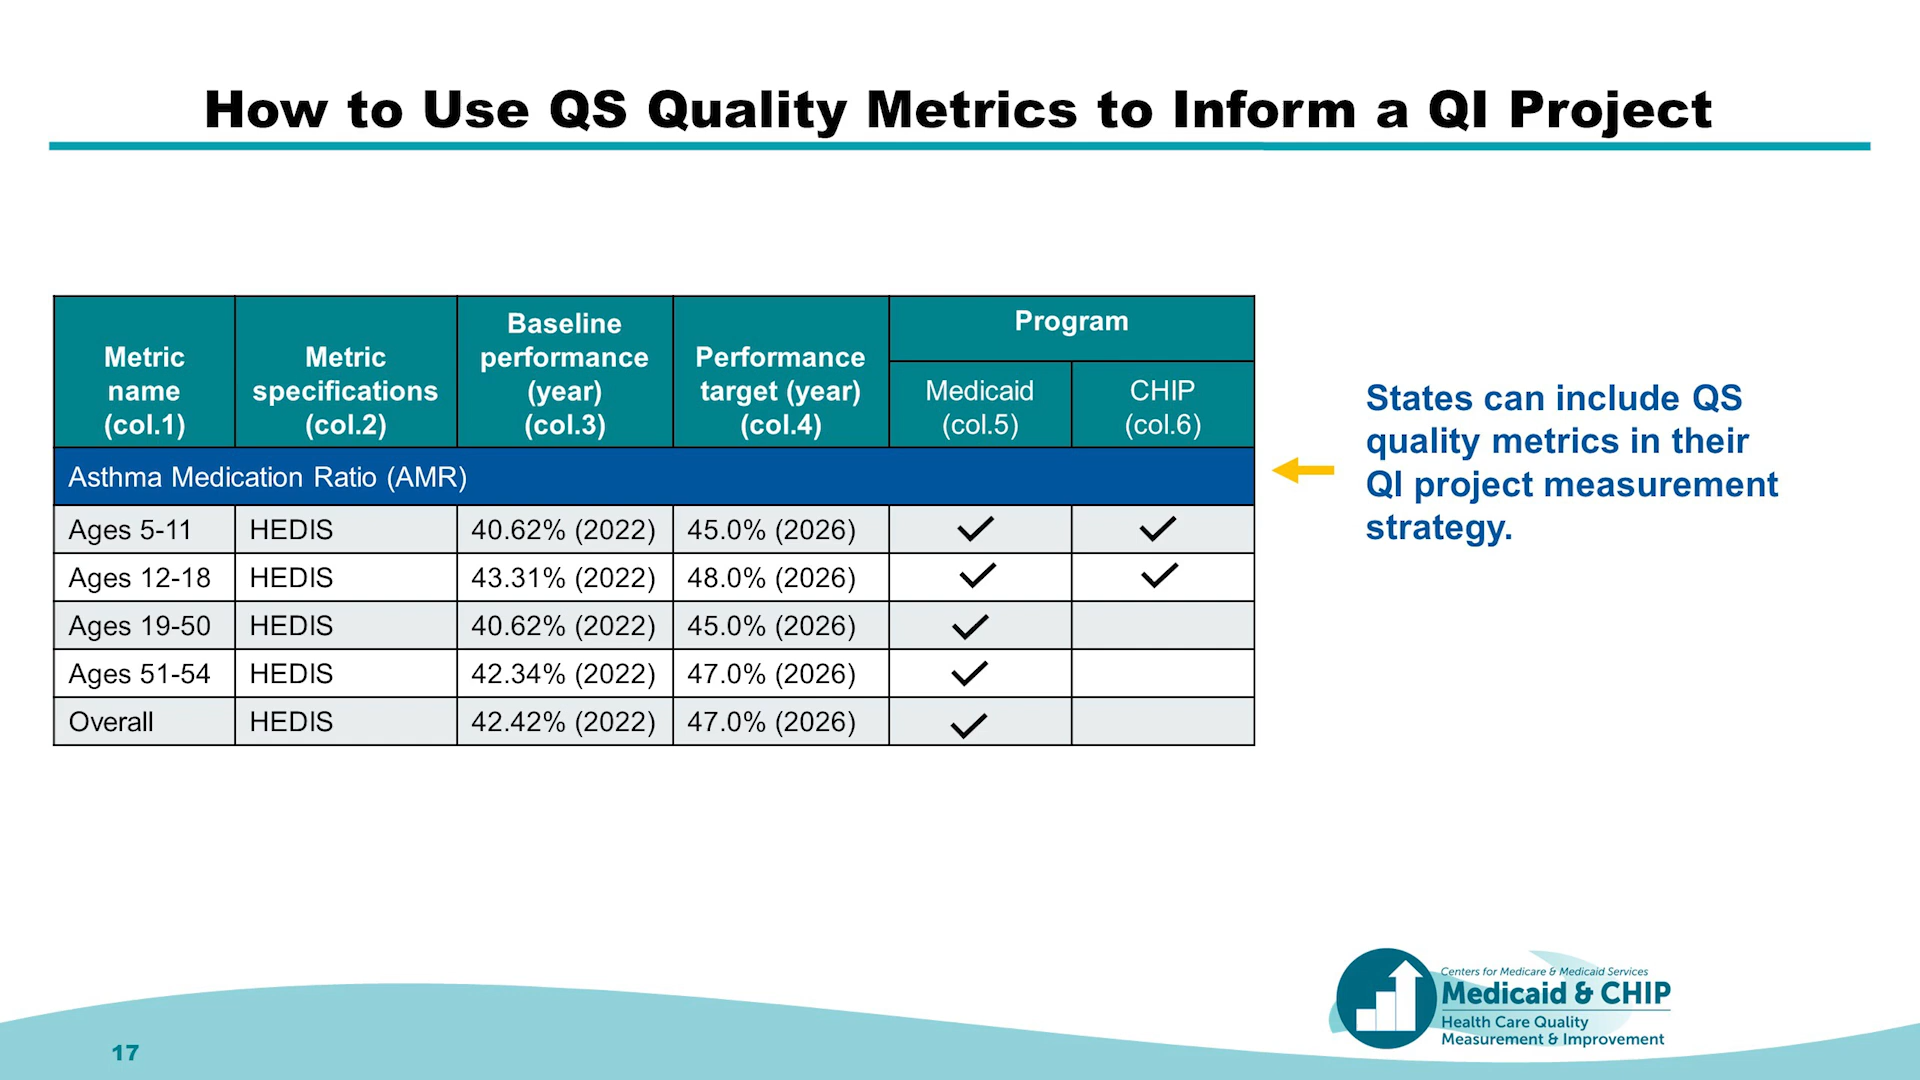 How to Use QS Quality Metrics to Inform a QI Project
Metric name (col.1) Metric specifications (col.2) Baseline performance (year) (col.3) Performance target (year) (col.4) Program
Medicaid (col.5) CHIP (col.6)
Asthma Medication Ratio (AMR)
Ages 5-11 HEDIS 40.62% (2022) 45.0% (2026) ✓ ✓
Ages 12-18 HEDIS 43.31% (2022) 48.0% (2026) ✓ ✓
Ages 19-50 HEDIS 40.62% (2022) 45.0% (2026) ✓
Ages 51-54 HEDIS 42.34% (2022) 47.0% (2026) ✓
Overall HEDIS 42.42% (2022) 47.0% (2026) ✓
States can include QS
quality metrics in their
QI project measurement
strategy.
Centers for Medicare & Medicaid Services
Medicaid & CHIP
Health Care Quality
Measurement & Improvement
17